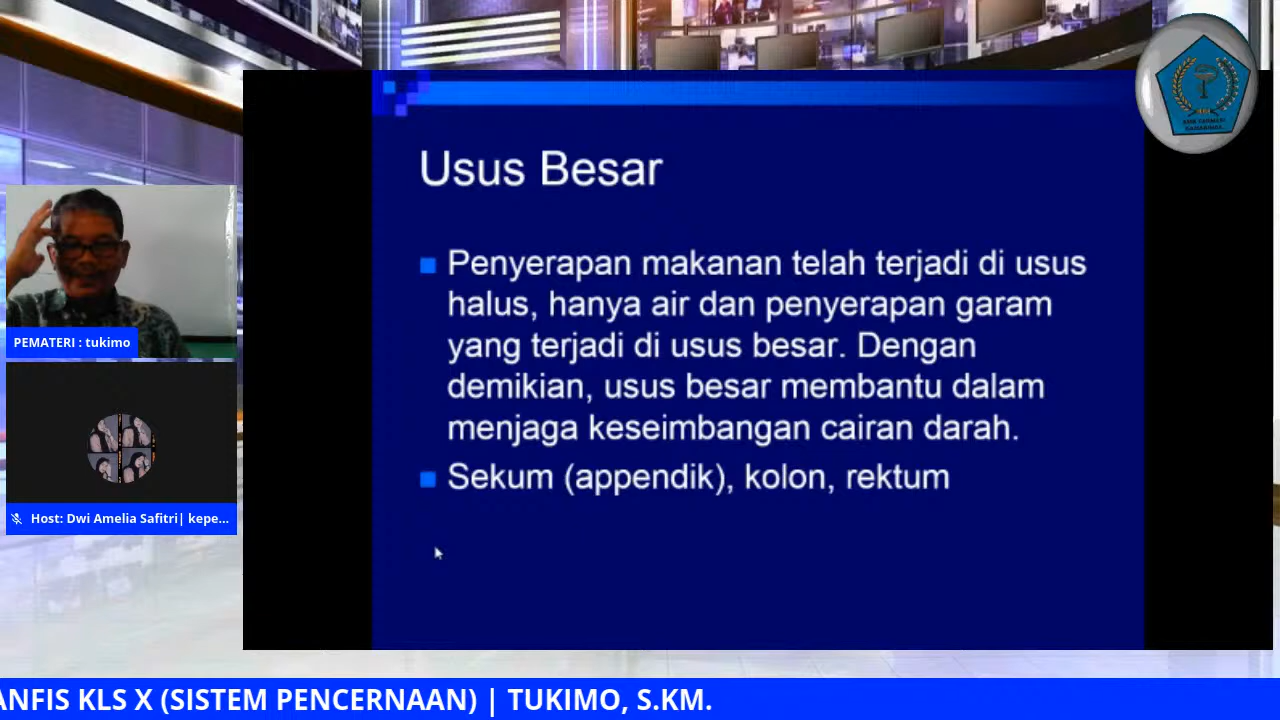 Usus Besar
Penyerapan makanan telah terjadi di usus
halus, hanya air dan penyerapan garam
yang terjadi di usus besar. Dengan
demikian, usus besar membantu dalam
menjaga keseimbangan cairan darah.
Sekum (appendik), kolon, rektum
PEMATERI : tukimo
Host: Dwi Amelia Safitri| kepe...
ANFIS KLS X (SISTEM PENCERNAAN) | TUKIMO, S.KM.